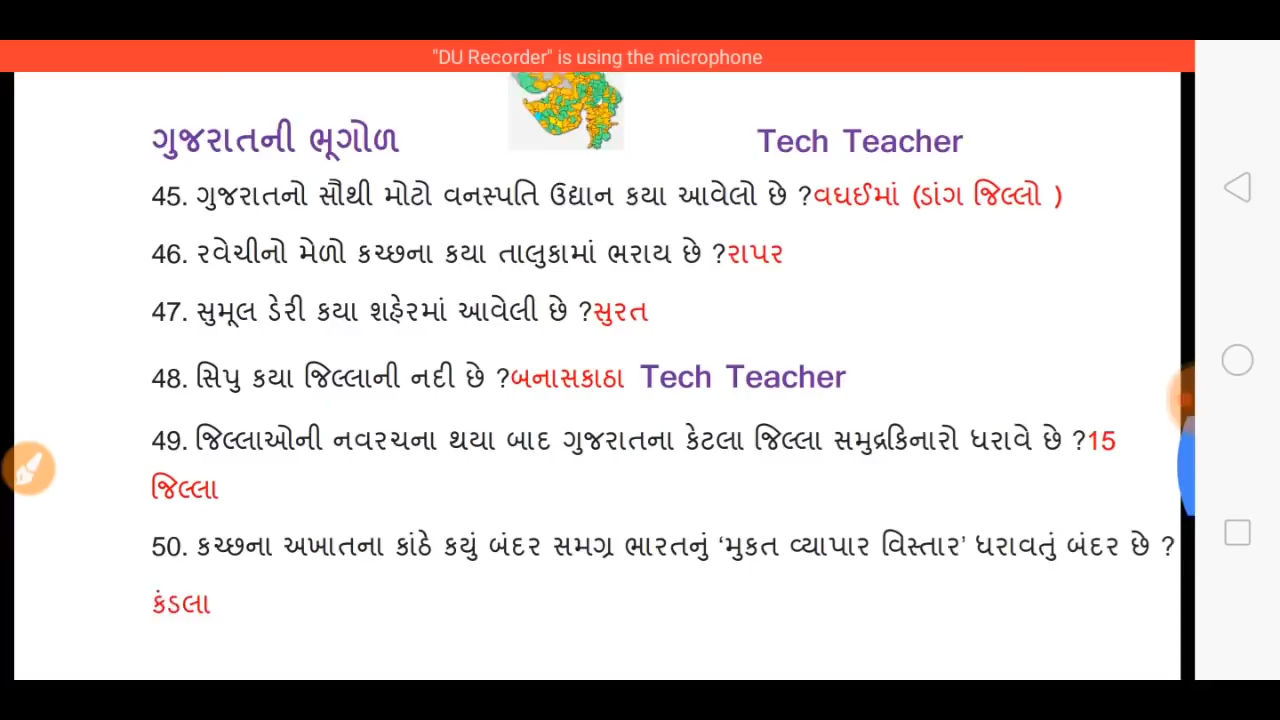 "DU Recorder" is using the microphone
ગુજરાતની ભૂગોળ Tech Teacher
45. ગુજરાતનો સૌથી મોટો વનસ્પતિ ઉદ્યાન કયા આવેલો છે ?વઘઈમાં (ડાંગ જિલ્લો )
46. રવેચીનો મેળો કચ્છના કયા તાલુકામાં ભરાય છે ?રાપર
47. સુમૂલ ડેરી કયા શહેરમાં આવેલી છે ?સુરત
48. સિપુ કયા જિલ્લાની નદી છે ?બનાસકાઠા Tech Teacher
49. જિલ્લાઓની નવરચના થયા બાદ ગુજરાતના કેટલા જિલ્લા સમુદ્રકિનારો ધરાવે છે ?15
જિલ્લા
50. કચ્છના અખાતના કાંઠે કયું બંદર સમગ્ર ભારતનું ‘મુકત વ્યાપાર વિસ્તાર’ ધરાવતું બંદર છે ?
કંડલા